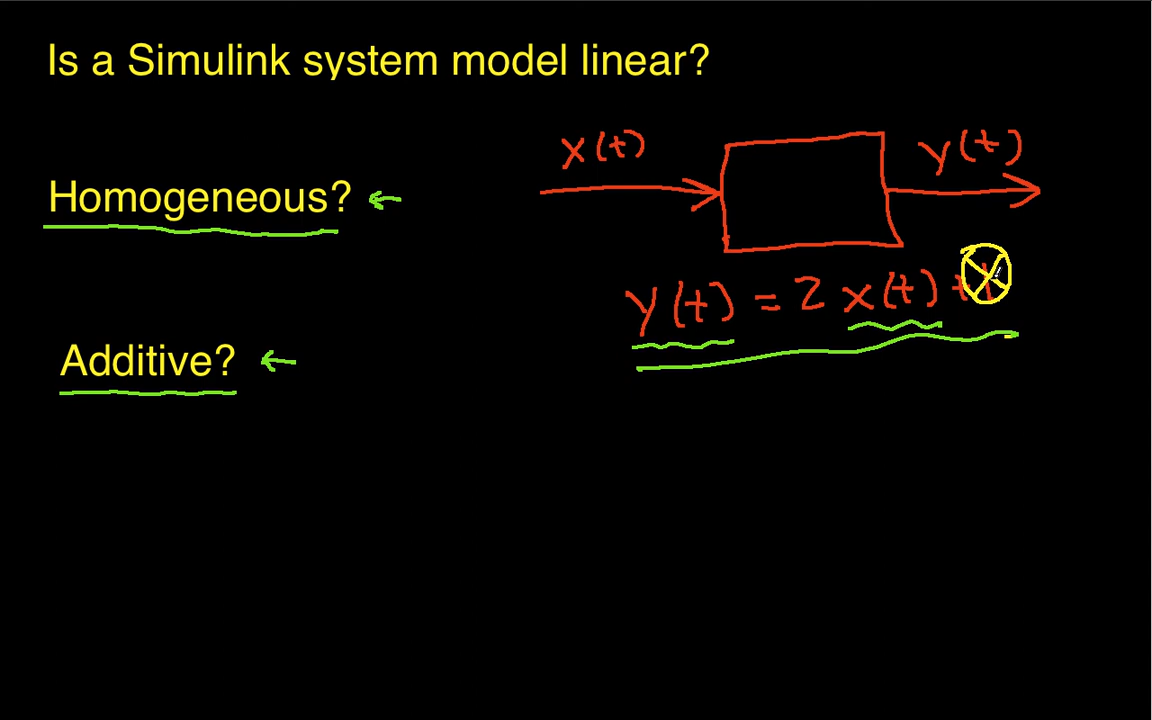 Is a Simulink system model linear?
x(t) y(t)
Homogeneous?
y(t) = 2 x(t) +
Additive?